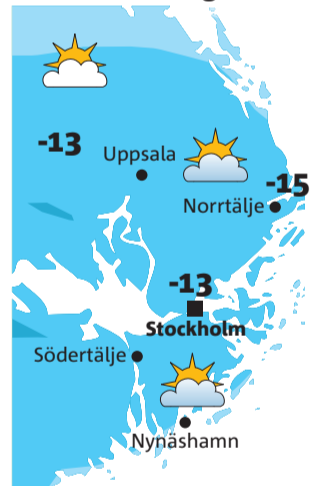 -13
Uppsala
-15
Norrtälje
-13
Stockholm
Södertälje
Nynäshamn